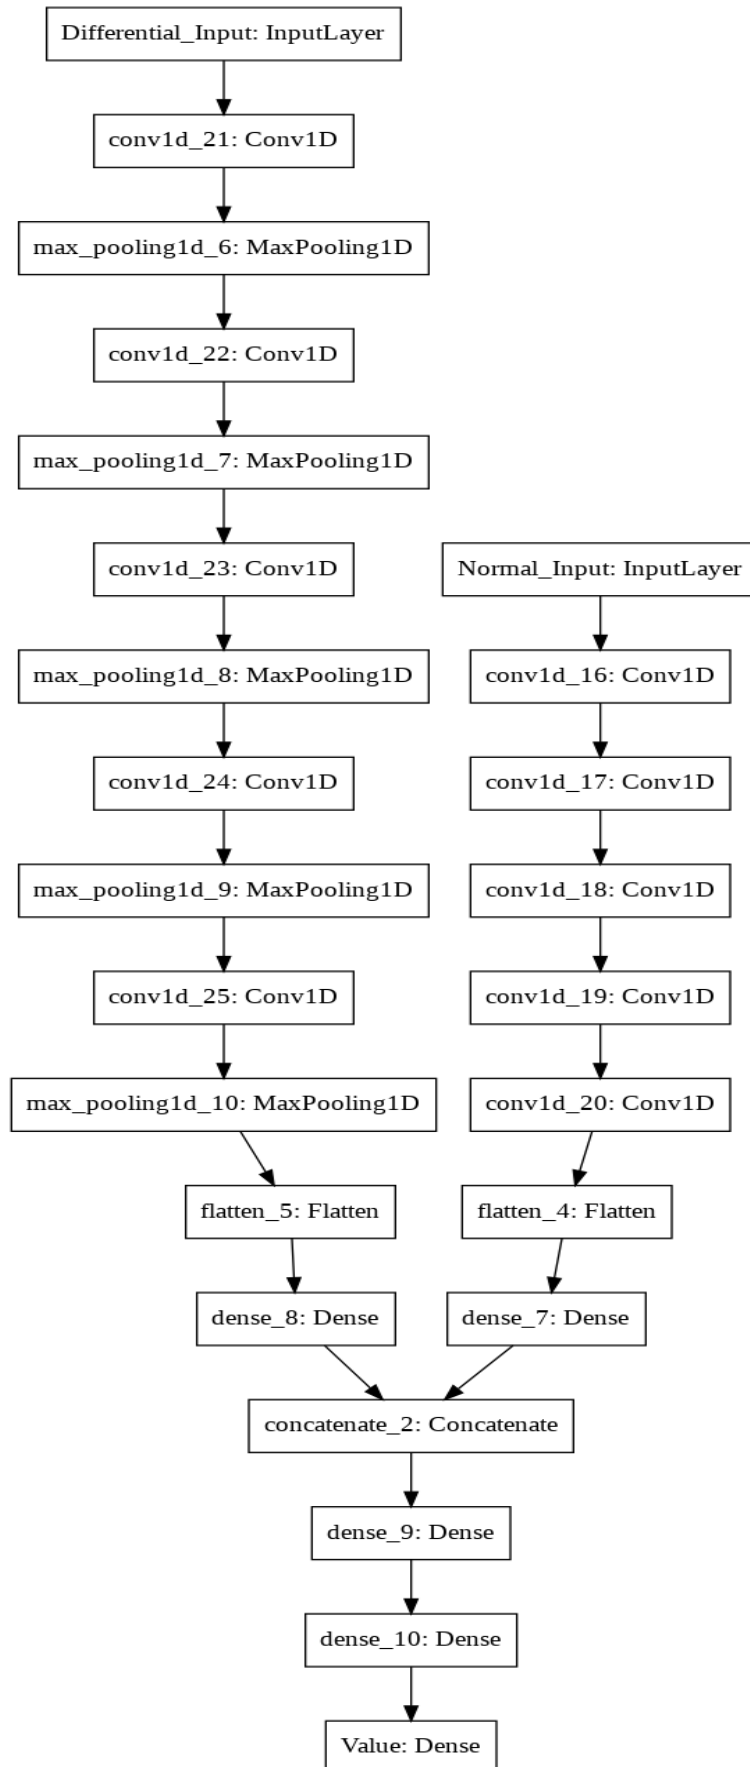 Differential_Input: InputLayer
conv1d_21: Conv1D
max_pooling1d_6: MaxPooling1D
conv1d_22: Conv1D
max_pooling1d_7: MaxPooling1D
conv1d_23: Conv1D
Normal_Input: InputLayer
max_pooling1d_8: MaxPooling1D
conv1d_16: Conv1D
conv1d_24: Conv1D
conv1d_17: Conv1D
max_pooling1d_9: MaxPooling1D
conv1d_18: Conv1D
conv1d_25: Conv1D
conv1d_19: Conv1D
max_pooling1d_10: MaxPooling1D
conv1d_20: Conv1D
flatten_5: Flatten
flatten_4: Flatten
dense_8: Dense
dense_7: Dense
concatenate_2: Concatenate
dense_9: Dense
dense_10: Dense
Value: Dense